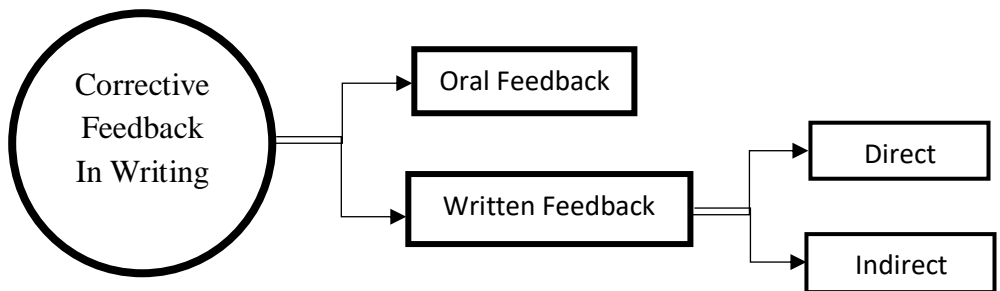 Corrective
Feedback
In Writing
Oral Feedback
Written Feedback
Direct
Indirect